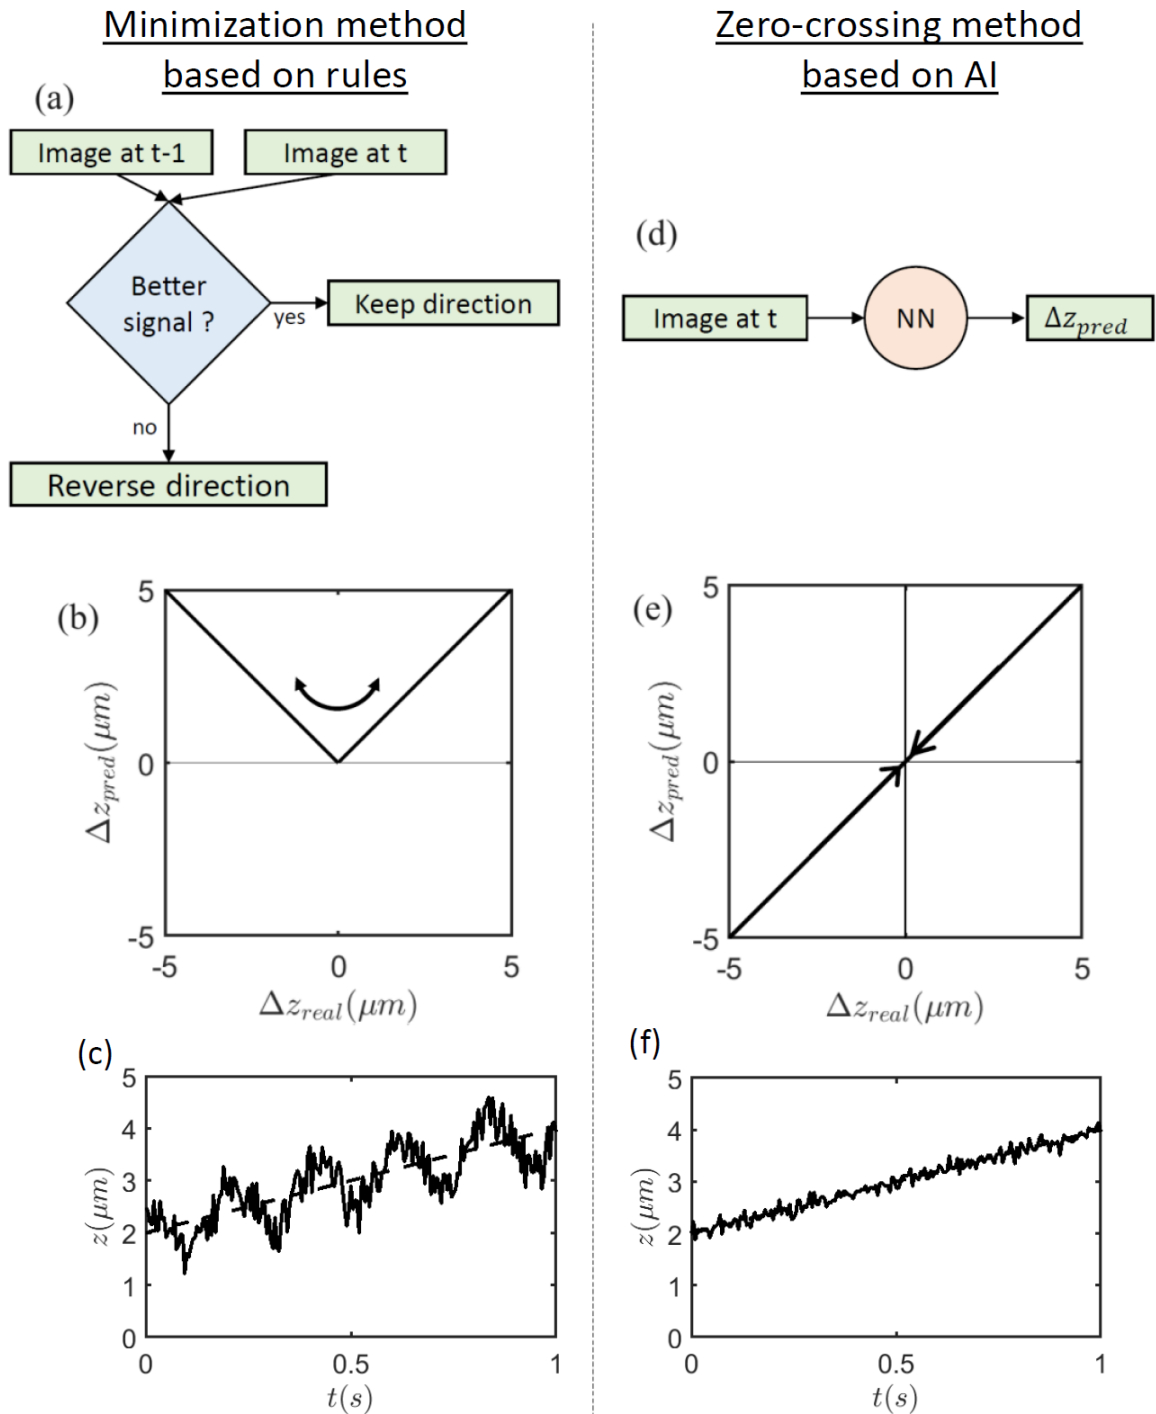 Minimization method
based on rules
(a)
Image at t-1
Image at t
Better
signal ?
yes
Keep direction
no
Reverse direction
(b)
5
0
-5
Δz_pred(μm)
-5 0 5
Δz_real(μm)
(c)
5
4
3
2
1
0
z(μm)
0 0.5 1
t(s)
Zero-crossing method
based on AI
(d)
Image at t
NN
Δz_pred
(e)
5
0
-5
Δz_pred(μm)
-5 0 5
Δz_real(μm)
(f)
5
4
3
2
1
0
z(μm)
0 0.5 1
t(s)